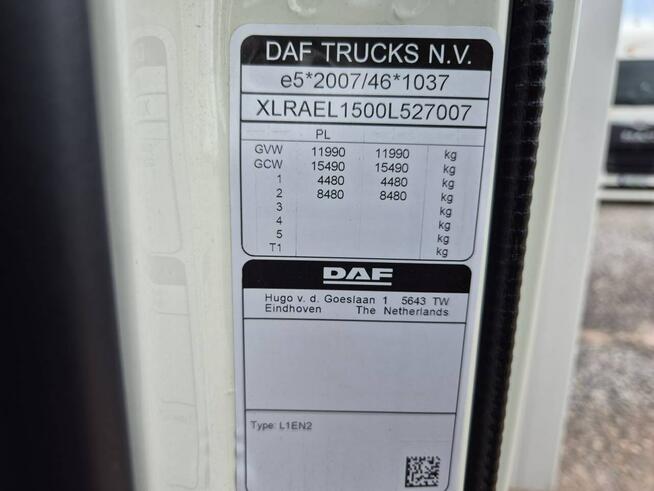 DAF TRUCKS N.V.
e5*2007/46*1037
XLRAEL1500L527007
PL
GVW 11990 11990 kg
GCW 15490 15490 kg
1 4480 4480 kg
2 8480 8480 kg
3 kg
4 kg
5 kg
T1 kg
DAF
Hugo v. d. Goeslaan 1 5643 TW
Eindhoven The Netherlands
Type: L1EN2